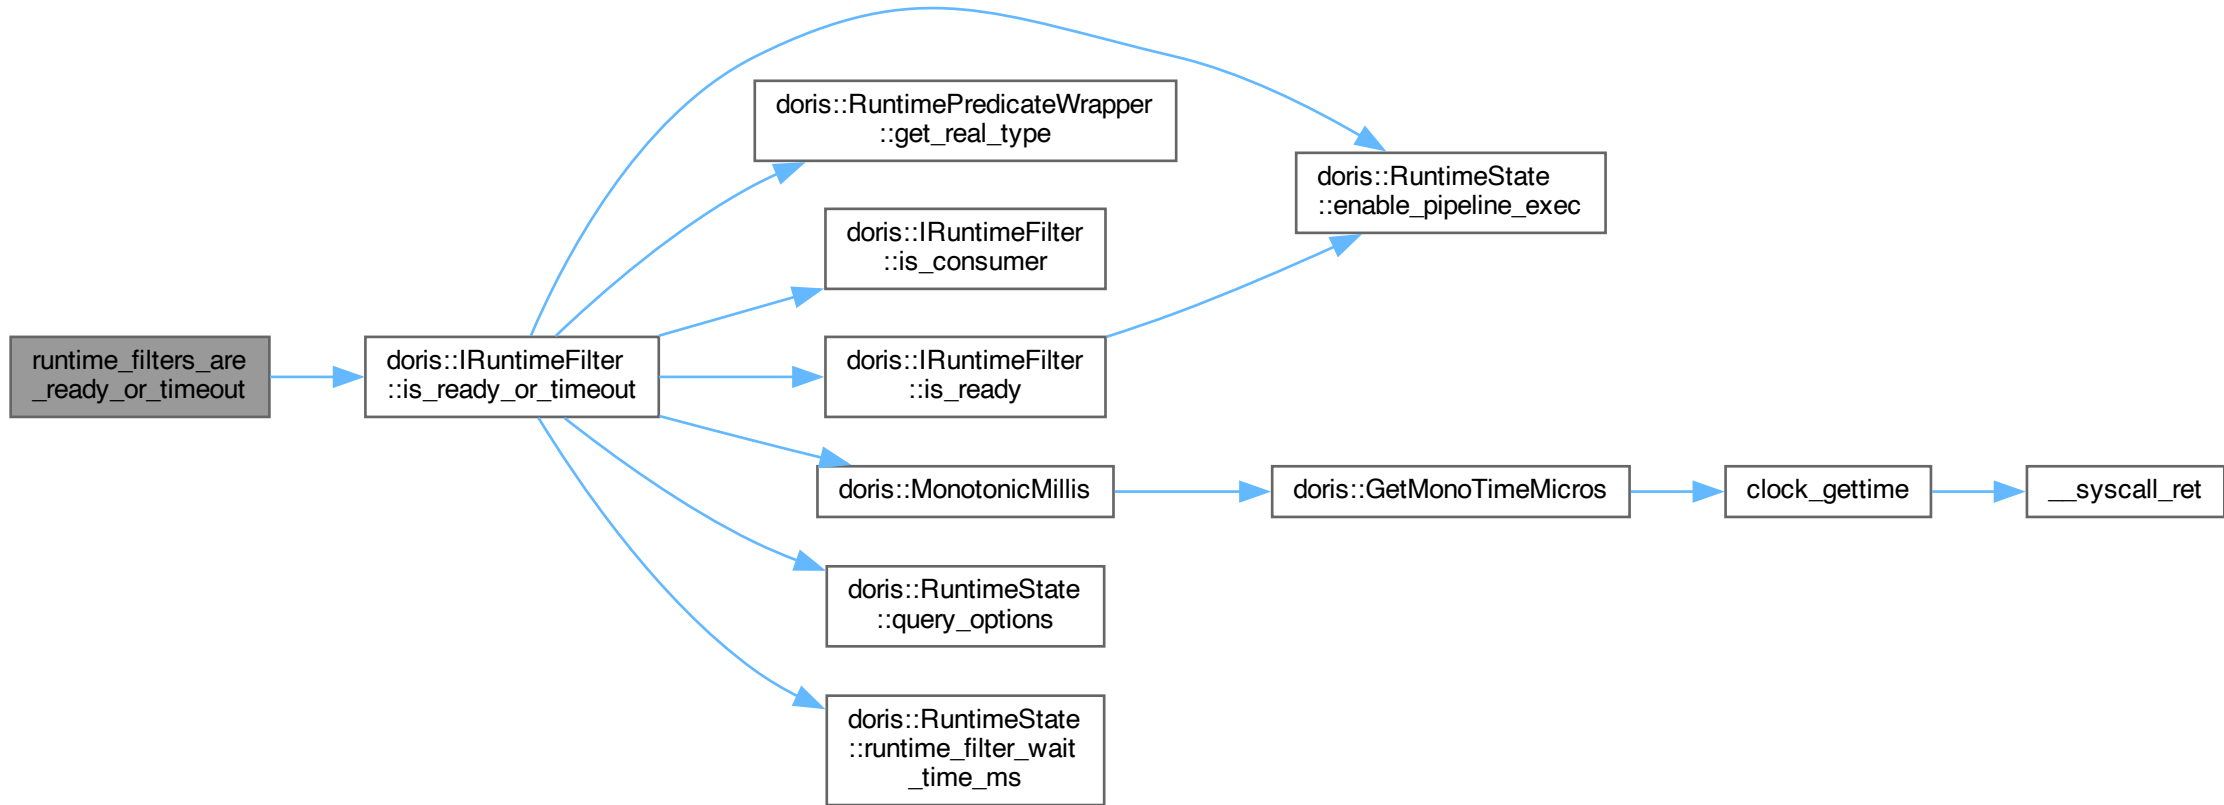 runtime_filters_are
_ready_or_timeout
doris::IRuntimeFilter
::is_ready_or_timeout
doris::RuntimePredicateWrapper
::get_real_type
doris::IRuntimeFilter
::is_consumer
doris::IRuntimeFilter
::is_ready
doris::RuntimeState
::enable_pipeline_exec
doris::MonotonicMillis
doris::GetMonoTimeMicros
clock_gettime
__syscall_ret
doris::RuntimeState
::query_options
doris::RuntimeState
::runtime_filter_wait
_time_ms